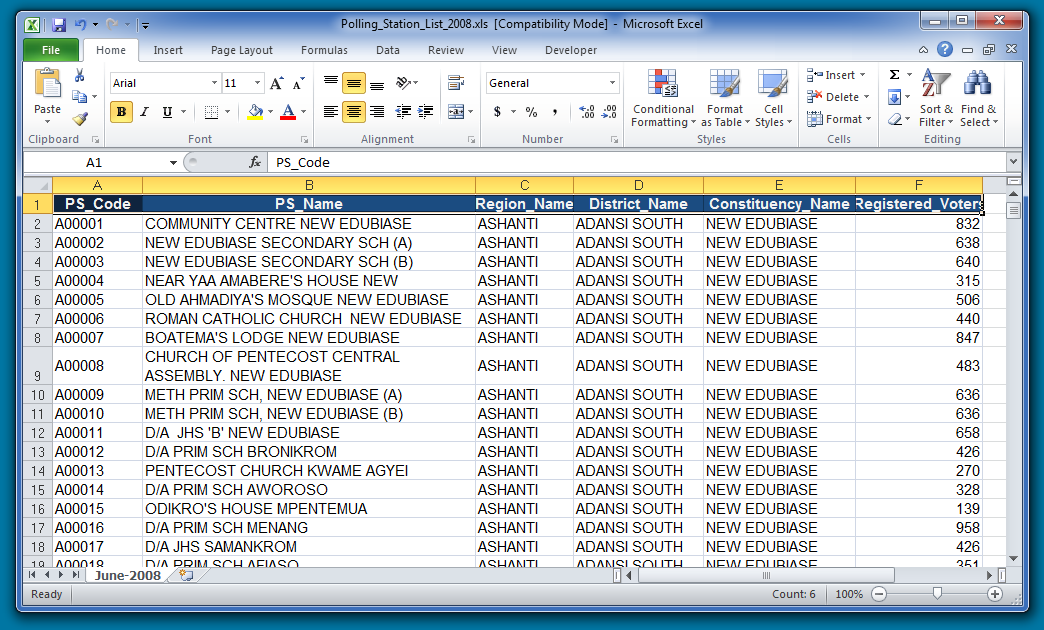 Polling_Station_List_2008.xls [Compatibility Mode] - Microsoft Excel
File Home Insert Page Layout Formulas Data Review View Developer
Paste
Clipboard
Arial 11
B I U A
Font
Alignment
General
$ % ,
Number
Conditional Formatting
Format as Table
Cell Styles
Styles
Insert
Delete
Format
Cells
Σ
Sort & Filter
Find & Select
Editing
A1 fx PS_Code
A B C D E F
1 PS_Code PS_Name Region_Name District_Name Constituency_Name Registered_Voters
2 A00001 COMMUNITY CENTRE NEW EDUBIASE ASHANTI ADANSI SOUTH NEW EDUBIASE 832
3 A00002 NEW EDUBIASE SECONDARY SCH (A) ASHANTI ADANSI SOUTH NEW EDUBIASE 638
4 A00003 NEW EDUBIASE SECONDARY SCH (B) ASHANTI ADANSI SOUTH NEW EDUBIASE 640
5 A00004 NEAR YAA AMABERE'S HOUSE NEW ASHANTI ADANSI SOUTH NEW EDUBIASE 315
6 A00005 OLD AHMADIYA'S MOSQUE NEW EDUBIASE ASHANTI ADANSI SOUTH NEW EDUBIASE 506
7 A00006 ROMAN CATHOLIC CHURCH  NEW EDUBIASE ASHANTI ADANSI SOUTH NEW EDUBIASE 440
8 A00007 BOATEMA'S LODGE NEW EDUBIASE ASHANTI ADANSI SOUTH NEW EDUBIASE 847
9 A00008 CHURCH OF PENTECOST CENTRAL ASSEMBLY. NEW EDUBIASE ASHANTI ADANSI SOUTH NEW EDUBIASE 483
10 A00009 METH PRIM SCH, NEW EDUBIASE (A) ASHANTI ADANSI SOUTH NEW EDUBIASE 636
11 A00010 METH PRIM SCH, NEW EDUBIASE (B) ASHANTI ADANSI SOUTH NEW EDUBIASE 636
12 A00011 D/A  JHS 'B' NEW EDUBIASE ASHANTI ADANSI SOUTH NEW EDUBIASE 658
13 A00012 D/A PRIM SCH BRONIKROM ASHANTI ADANSI SOUTH NEW EDUBIASE 426
14 A00013 PENTECOST CHURCH KWAME AGYEI ASHANTI ADANSI SOUTH NEW EDUBIASE 270
15 A00014 D/A PRIM SCH AWOROSO ASHANTI ADANSI SOUTH NEW EDUBIASE 328
16 A00015 ODIKRO'S HOUSE MPENTEMUA ASHANTI ADANSI SOUTH NEW EDUBIASE 139
17 A00016 D/A PRIM SCH MENANG ASHANTI ADANSI SOUTH NEW EDUBIASE 958
18 A00017 D/A JHS SAMANKROM ASHANTI ADANSI SOUTH NEW EDUBIASE 426
19 A00018 D/A PRIM SCH AFIASO ASHANTI ADANSI SOUTH NEW EDUBIASE 351
June-2008
Ready Count: 6 100%